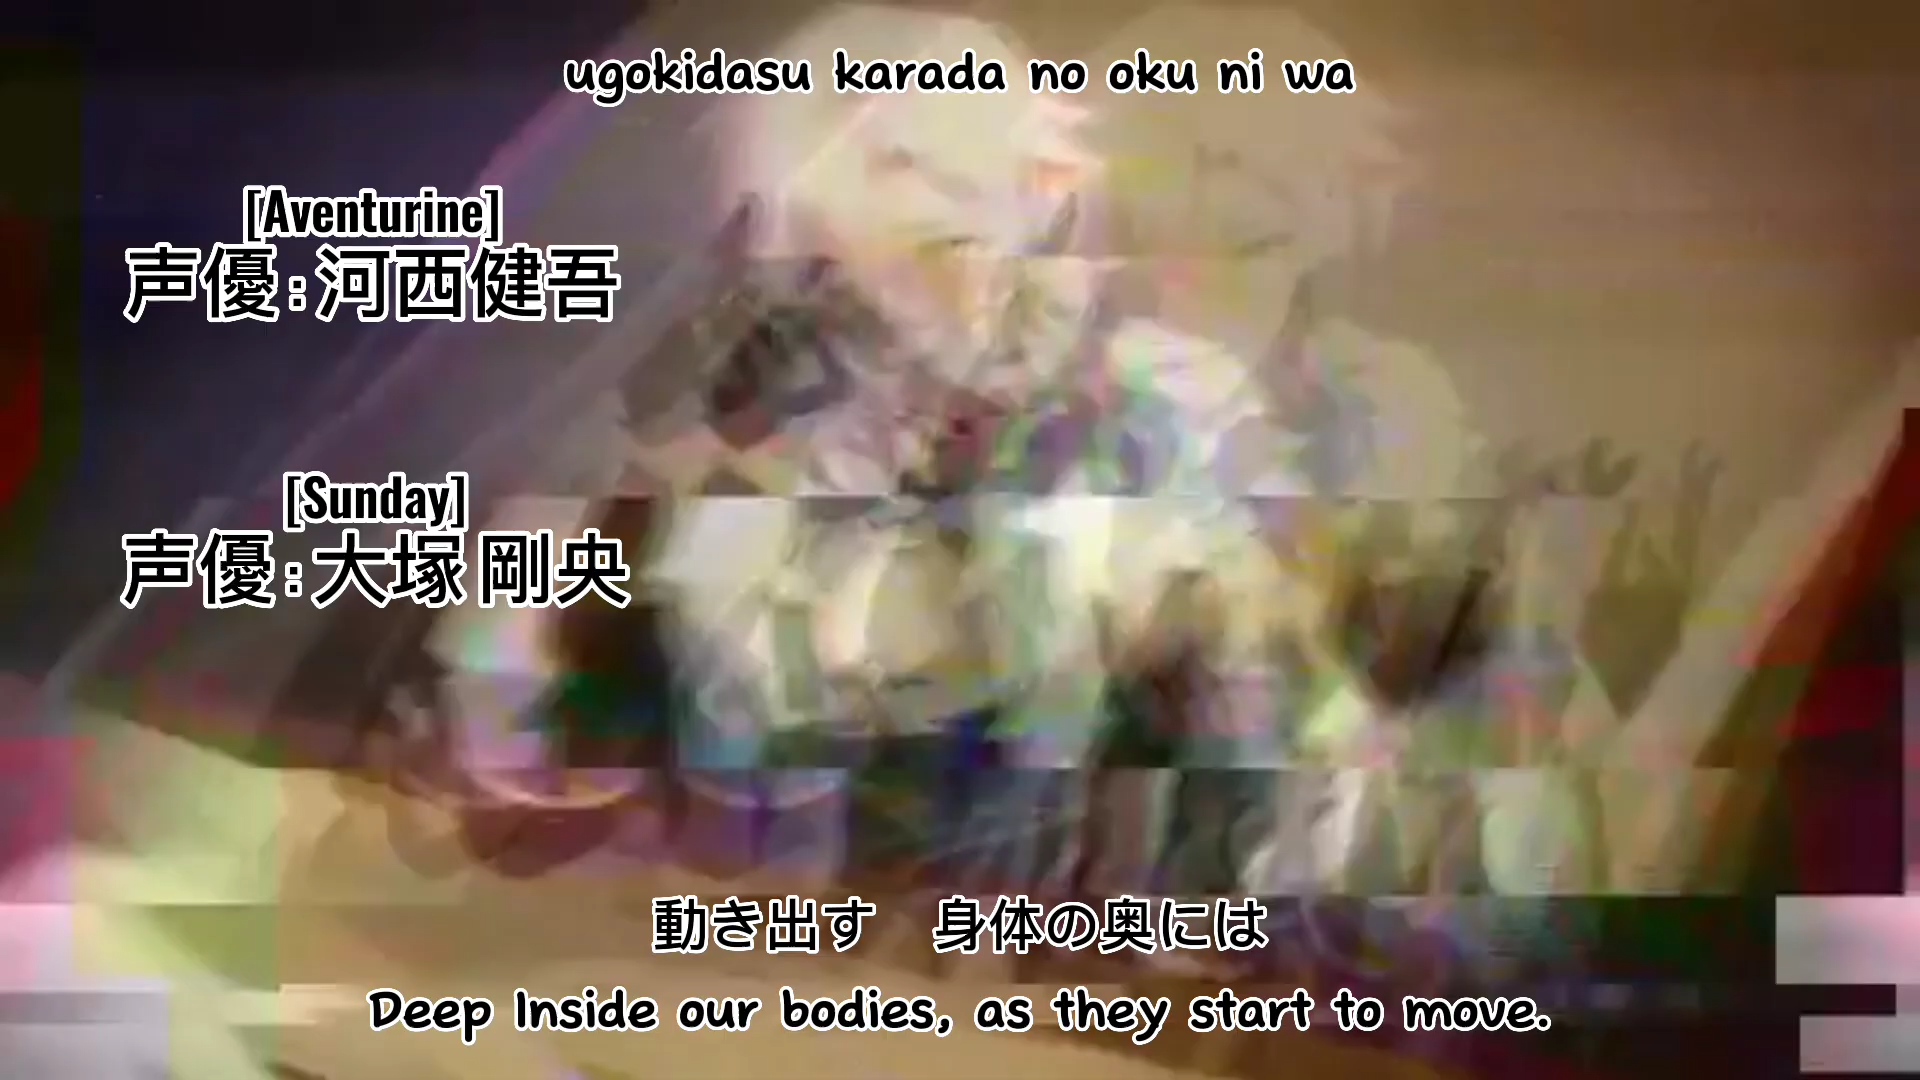 ugokidasu karada no oku ni wa
[Aventurine]
声優:河西健吾
[Sunday]
声優:大塚 剛央
動き出す　身体の奥には
Deep Inside our bodies, as they start to move.